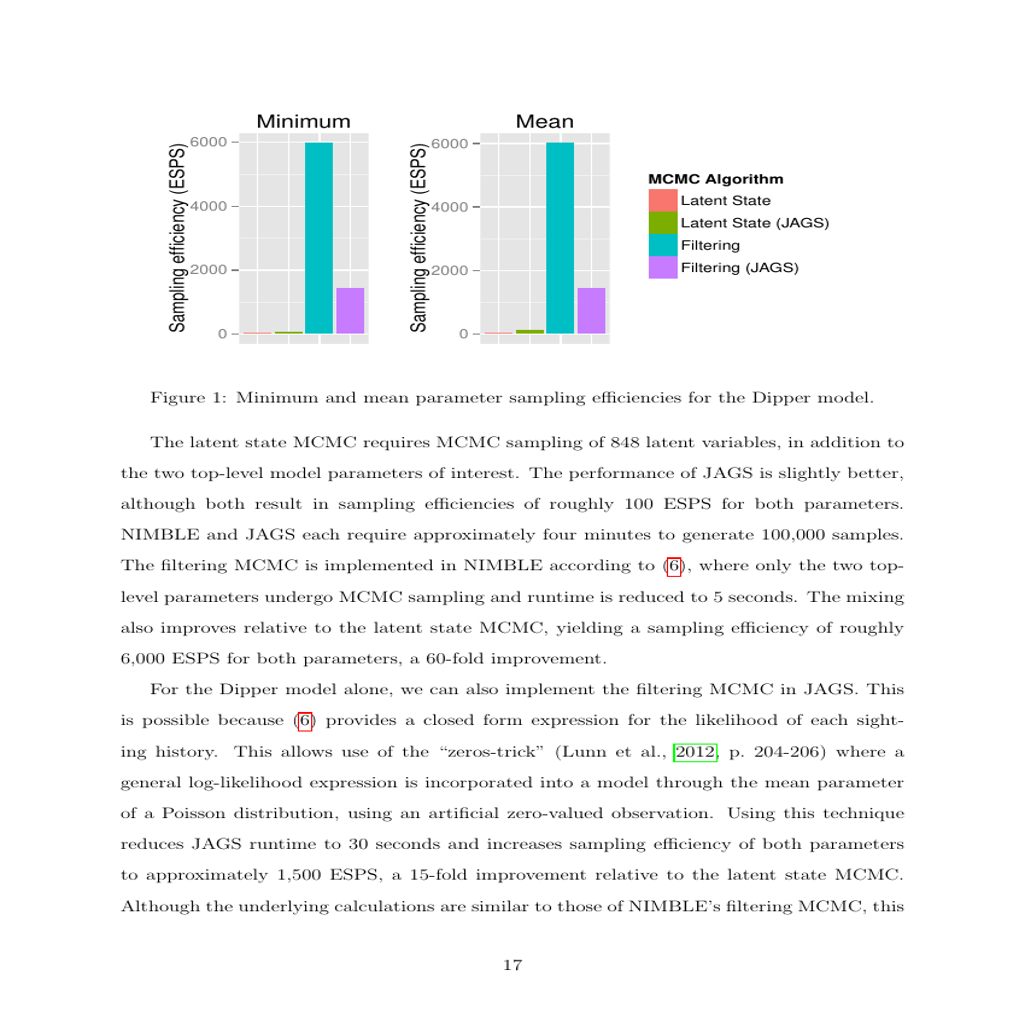 Minimum
Mean
Sampling efficiency (ESPS)
6000
4000
2000
0
Sampling efficiency (ESPS)
6000
4000
2000
0
MCMC Algorithm
Latent State
Latent State (JAGS)
Filtering
Filtering (JAGS)
Figure 1: Minimum and mean parameter sampling efficiencies for the Dipper model.
The latent state MCMC requires MCMC sampling of 848 latent variables, in addition to
the two top-level model parameters of interest. The performance of JAGS is slightly better,
although both result in sampling efficiencies of roughly 100 ESPS for both parameters.
NIMBLE and JAGS each require approximately four minutes to generate 100,000 samples.
The filtering MCMC is implemented in NIMBLE according to (6), where only the two top-
level parameters undergo MCMC sampling and runtime is reduced to 5 seconds. The mixing
also improves relative to the latent state MCMC, yielding a sampling efficiency of roughly
6,000 ESPS for both parameters, a 60-fold improvement.
For the Dipper model alone, we can also implement the filtering MCMC in JAGS. This
is possible because (6) provides a closed form expression for the likelihood of each sight-
ing history. This allows use of the “zeros-trick” (Lunn et al., 2012, p. 204-206) where a
general log-likelihood expression is incorporated into a model through the mean parameter
of a Poisson distribution, using an artificial zero-valued observation. Using this technique
reduces JAGS runtime to 30 seconds and increases sampling efficiency of both parameters
to approximately 1,500 ESPS, a 15-fold improvement relative to the latent state MCMC.
Although the underlying calculations are similar to those of NIMBLE’s filtering MCMC, this
17